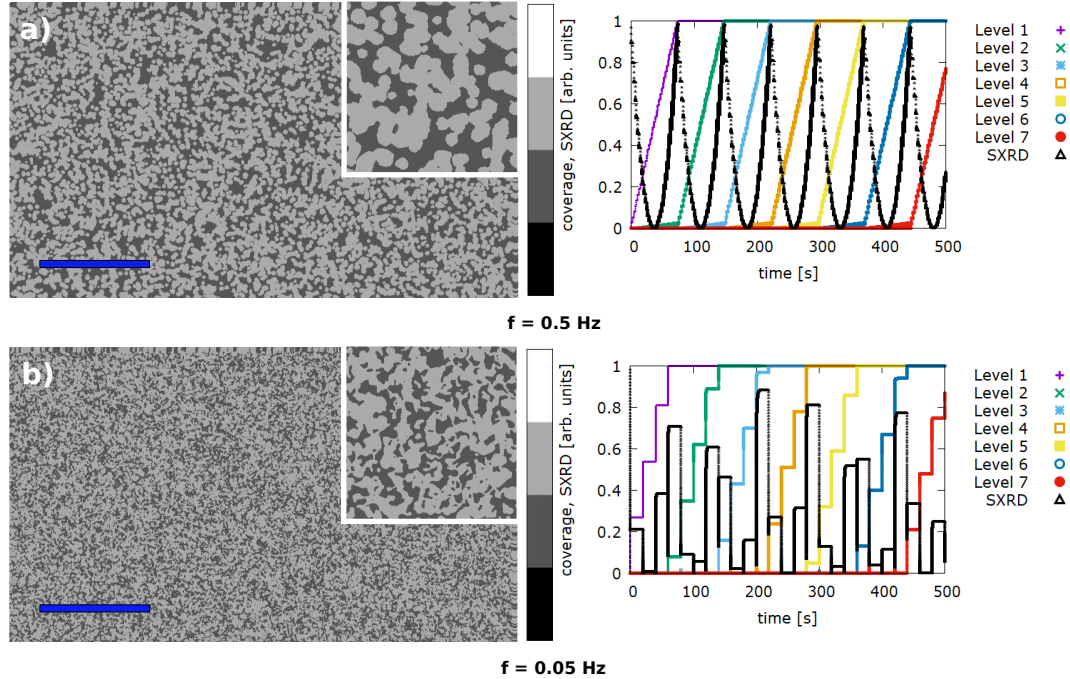 a)
coverage, SXRD [arb. units]
1
0.8
0.6
0.4
0.2
0
0 100 200 300 400 500
time [s]
Level 1
Level 2
Level 3
Level 4
Level 5
Level 6
Level 7
SXRD
f = 0.5 Hz
b)
coverage, SXRD [arb. units]
1
0.8
0.6
0.4
0.2
0
0 100 200 300 400 500
time [s]
Level 1
Level 2
Level 3
Level 4
Level 5
Level 6
Level 7
SXRD
f = 0.05 Hz